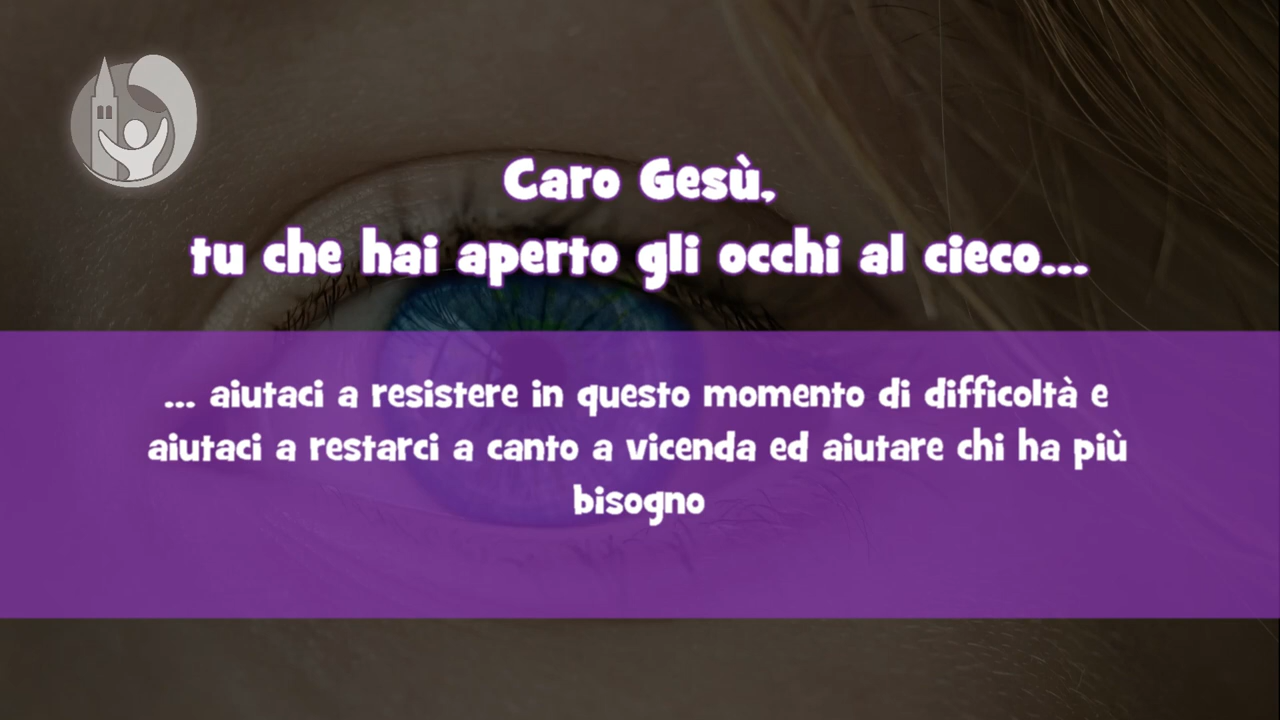 Caro Gesù,
tu che hai aperto gli occhi al cieco...
... aiutaci a resistere in questo momento di difficoltà e
aiutaci a restarci a canto a vicenda ed aiutare chi ha più
bisogno